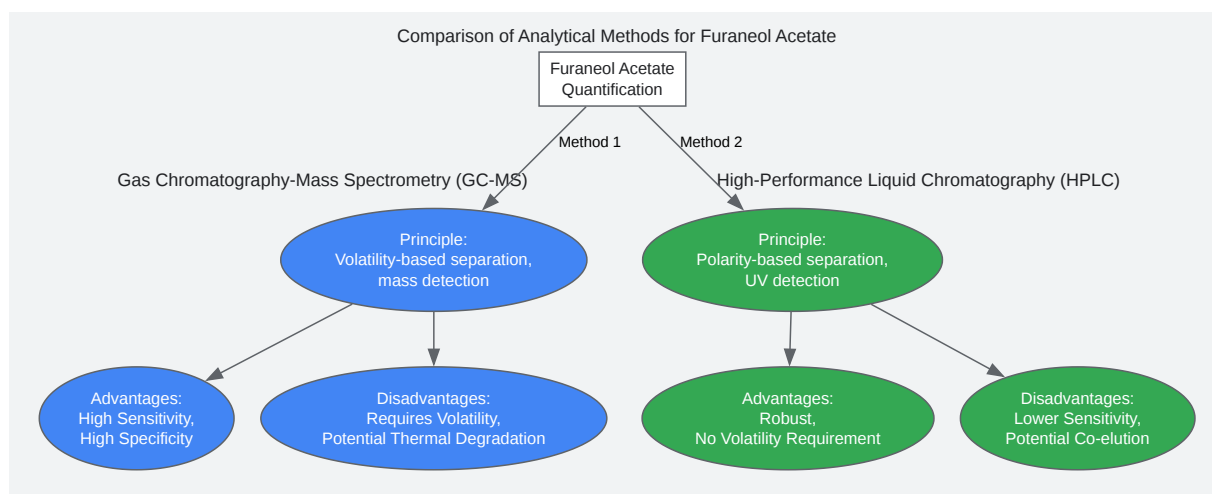 Comparison of Analytical Methods for Furaneol Acetate
Furaneol Acetate
Quantification
Method 1
Method 2
Gas Chromatography-Mass Spectrometry (GC-MS)
High-Performance Liquid Chromatography (HPLC)
Principle:
Volatility-based separation,
mass detection
Principle:
Polarity-based separation,
UV detection
Advantages:
High Sensitivity,
High Specificity
Disadvantages:
Requires Volatility,
Potential Thermal Degradation
Advantages:
Robust,
No Volatility Requirement
Disadvantages:
Lower Sensitivity,
Potential Co-elution